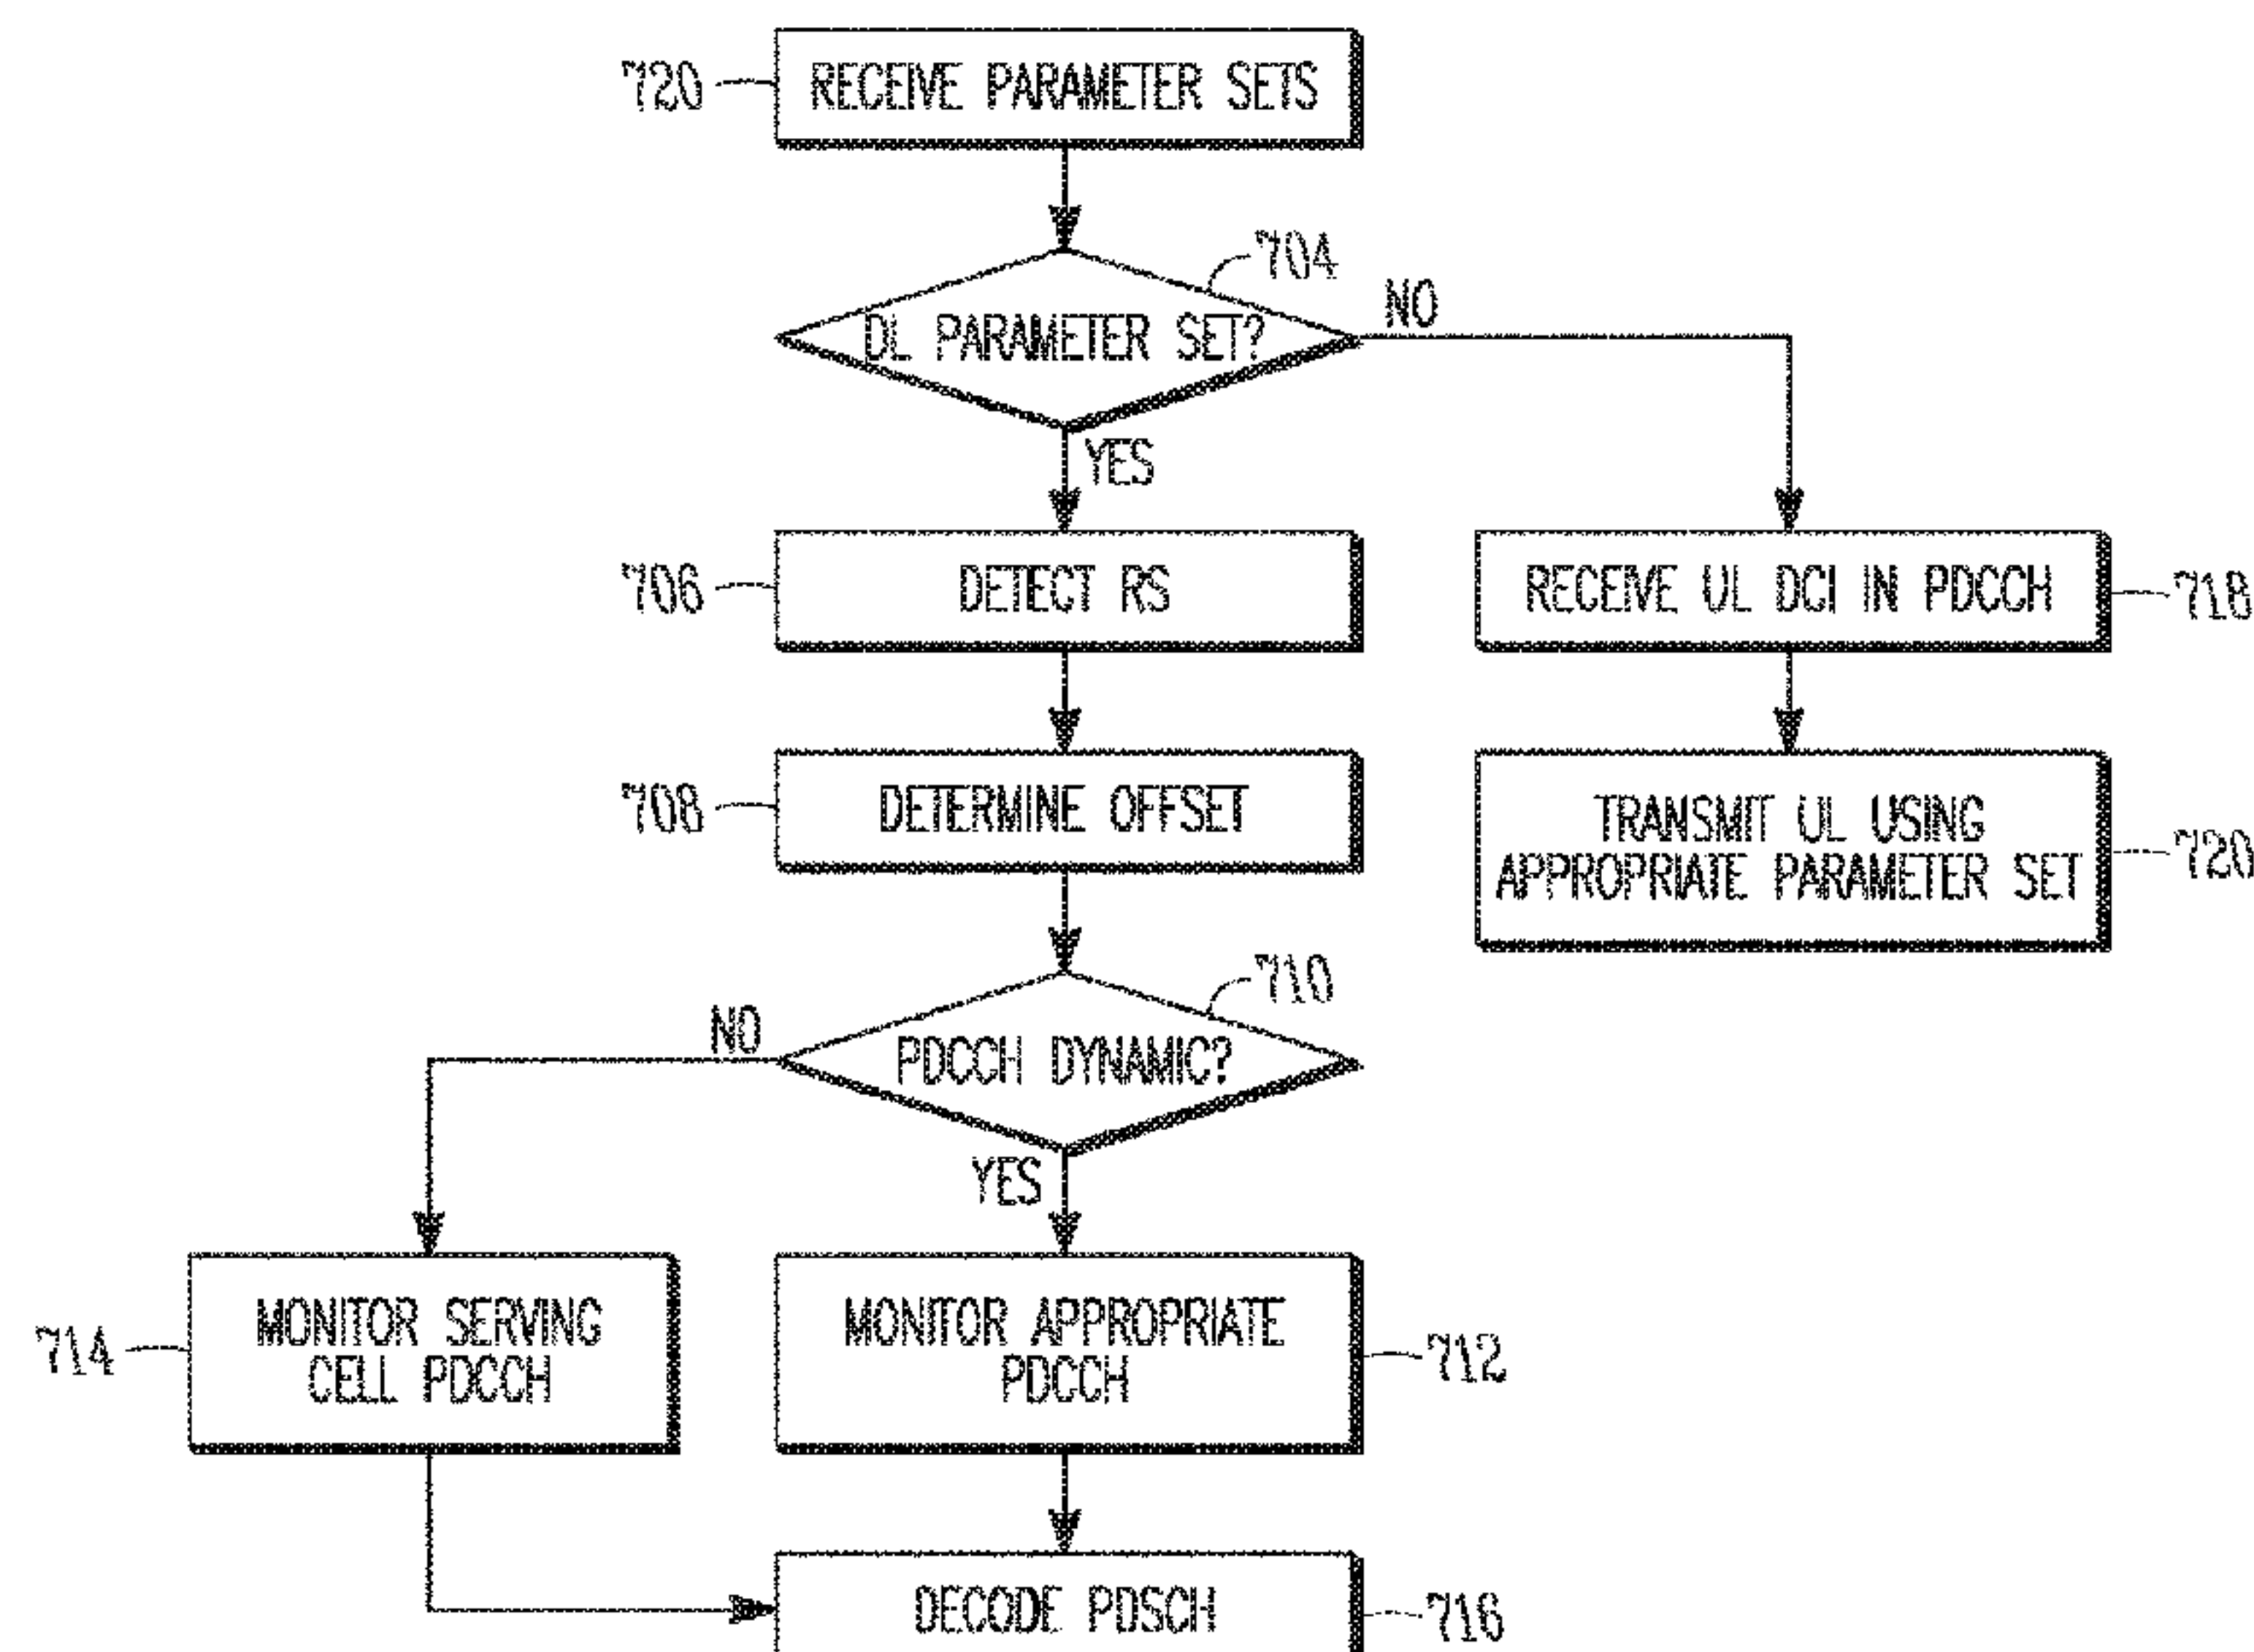 720
RECEIVE PARAMETER SETS
704
DL PARAMETER SET?
NO
YES
706
DETECT RS
RECEIVE UL DCI IN PDCCH
718
708
DETERMINE OFFSET
TRANSMIT UL USING
APPROPRIATE PARAMETER SET
720
710
PDCCH DYNAMIC?
NO
YES
714
MONITOR SERVING
CELL PDCCH
MONITOR APPROPRIATE
PDCCH
712
DECODE PDSCH
716